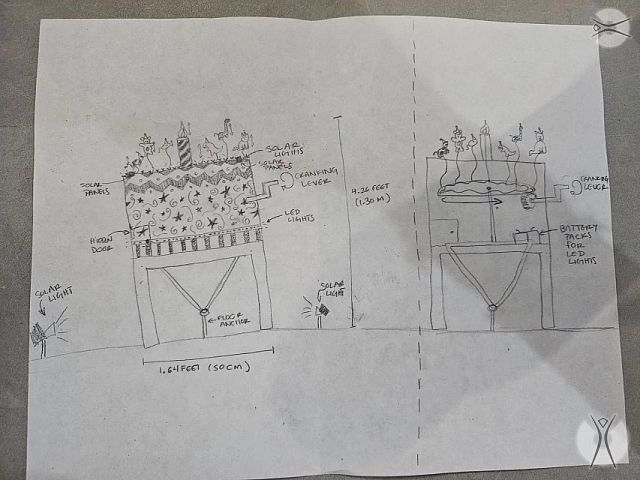 SOLAR
LIGHTS
SOLAR
PANELS
SOLAR
PANELS
CRANKING
LEVER
LED
LIGHTS
DOOR
SOLAR
LIGHT
SOLAR
LIGHT
FLOOR
ANCHOR
1.64 FEET (50CM)
4.26 FEET
(1.30 M)
CRANKING
LEVER
BATTERY
PACKS
FOR
LED
LIGHTS